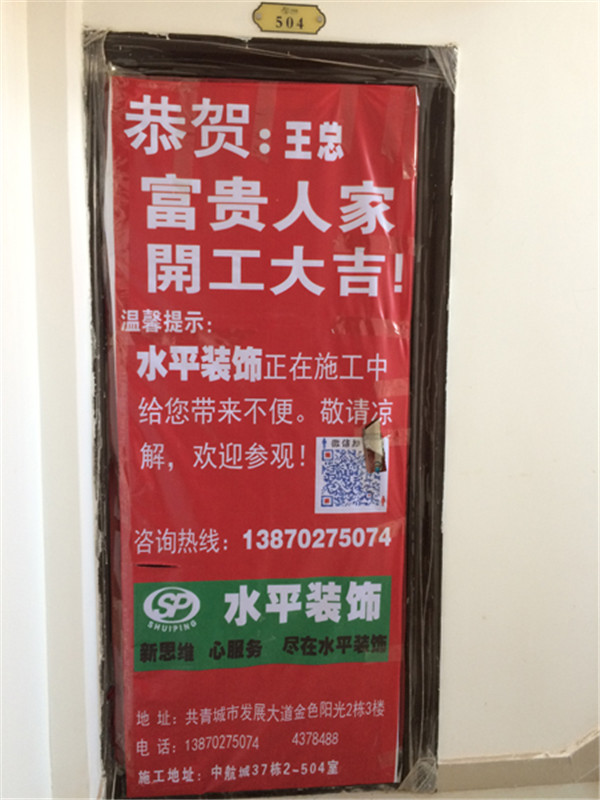 504
恭贺:王总
富贵人家
開工大吉!
温馨提示:
水平装饰正在施工中
给您带来不便。敬请凉
解，欢迎参观!
微信
咨询热线: 13870275074
SP
SHUIPING
水平装饰
新思维 心服务 尽在水平装饰
地 址: 共青城市发展大道金色阳光2栋3楼
电 话: 13870275074 4378488
施工地址: 中航城37栋2-504室